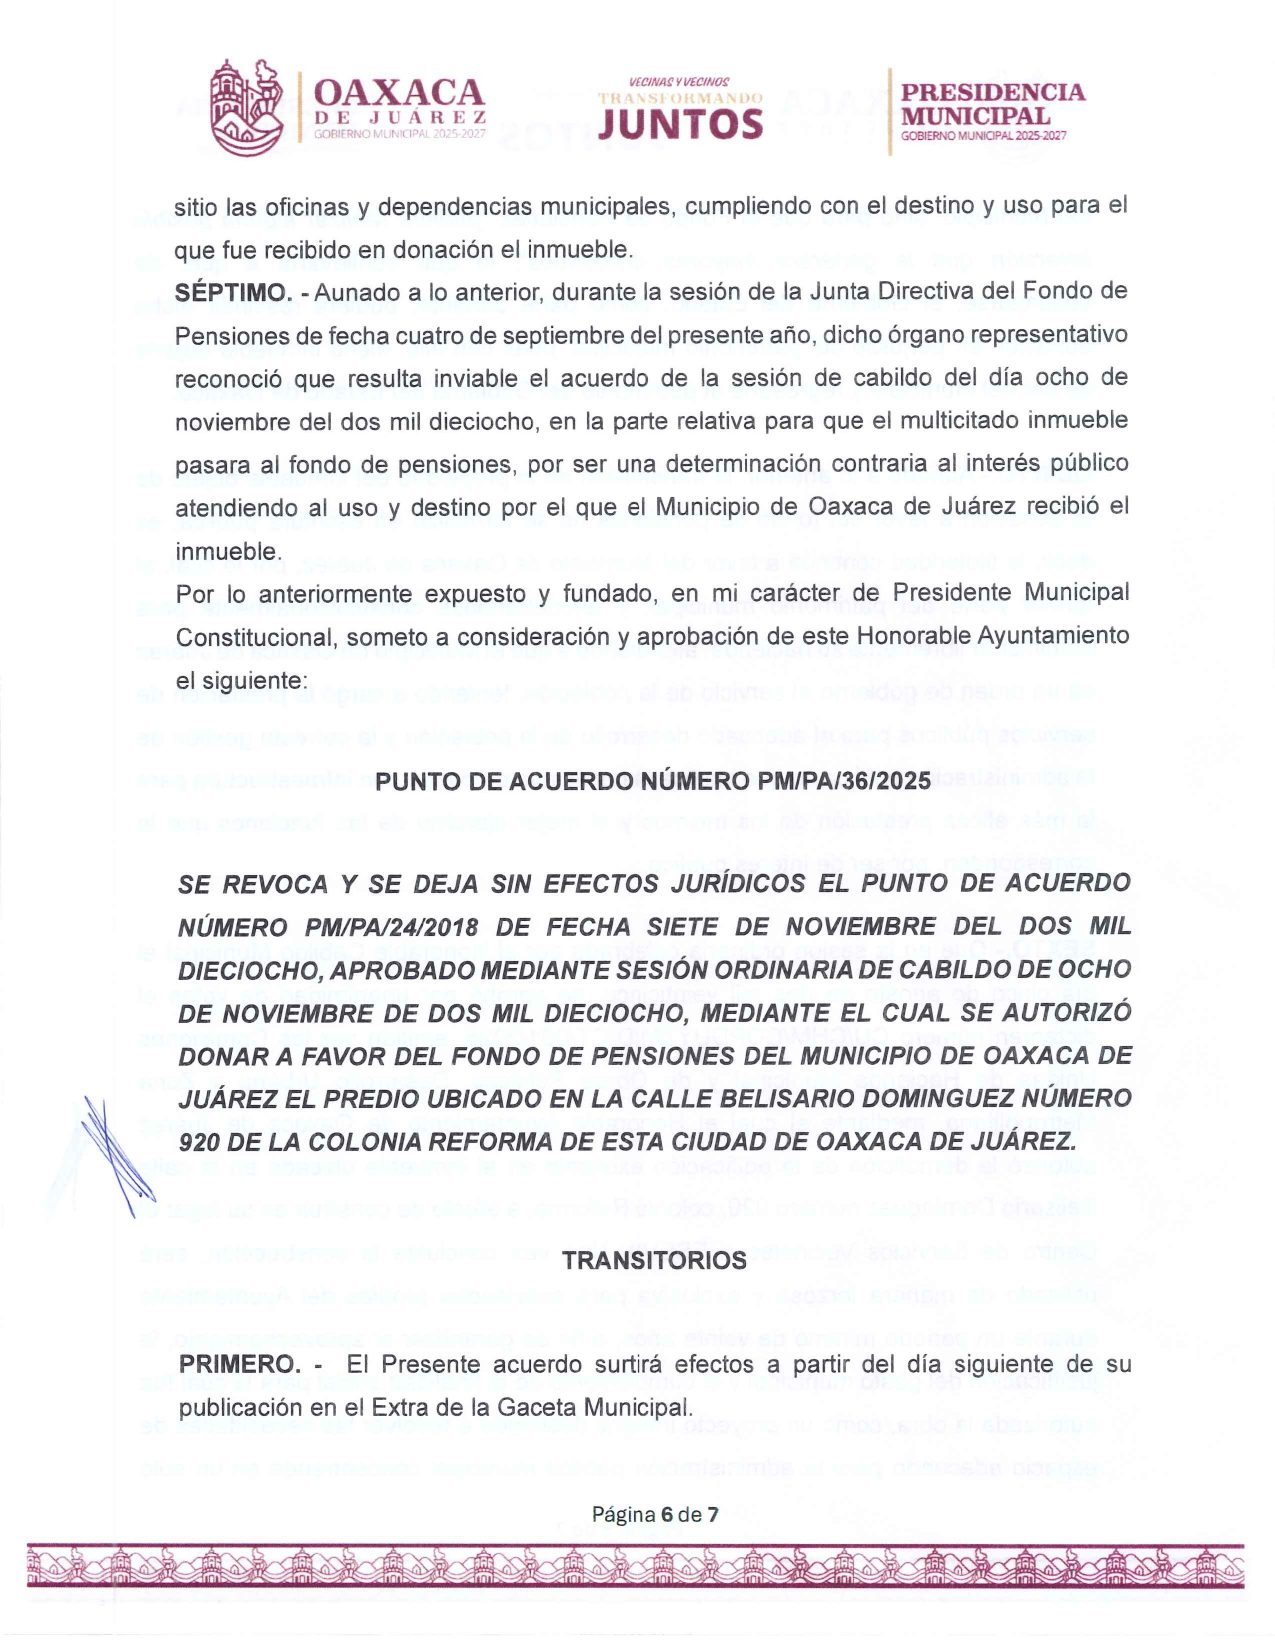 OAXACA
DE JUÁREZ
GOBIERNO MUNICIPAL 2025-2027
VECINAS Y VECINOS
TRANSFORMANDO
JUNTOS
PRESIDENCIA
MUNICIPAL
GOBIERNO MUNICIPAL 2025-2027
sitio las oficinas y dependencias municipales, cumpliendo con el destino y uso para el
que fue recibido en donación el inmueble.
SÉPTIMO. - Aunado a lo anterior, durante la sesión de la Junta Directiva del Fondo de
Pensiones de fecha cuatro de septiembre del presente año, dicho órgano representativo
reconoció que resulta inviable el acuerdo de la sesión de cabildo del día ocho de
noviembre del dos mil dieciocho, en la parte relativa para que el multicitado inmueble
pasara al fondo de pensiones, por ser una determinación contraria al interés público
atendiendo al uso y destino por el que el Municipio de Oaxaca de Juárez recibió el
inmueble.
Por lo anteriormente expuesto y fundado, en mi carácter de Presidente Municipal
Constitucional, someto a consideración y aprobación de este Honorable Ayuntamiento
el siguiente:
PUNTO DE ACUERDO NÚMERO PM/PA/36/2025
SE REVOCA Y SE DEJA SIN EFECTOS JURÍDICOS EL PUNTO DE ACUERDO
NÚMERO PM/PA/24/2018 DE FECHA SIETE DE NOVIEMBRE DEL DOS MIL
DIECIOCHO, APROBADO MEDIANTE SESIÓN ORDINARIA DE CABILDO DE OCHO
DE NOVIEMBRE DE DOS MIL DIECIOCHO, MEDIANTE EL CUAL SE AUTORIZÓ
DONAR A FAVOR DEL FONDO DE PENSIONES DEL MUNICIPIO DE OAXACA DE
JUÁREZ EL PREDIO UBICADO EN LA CALLE BELISARIO DOMINGUEZ NÚMERO
920 DE LA COLONIA REFORMA DE ESTA CIUDAD DE OAXACA DE JUÁREZ.
TRANSITORIOS
PRIMERO. - El Presente acuerdo surtirá efectos a partir del día siguiente de su
publicación en el Extra de la Gaceta Municipal.
Página 6 de 7